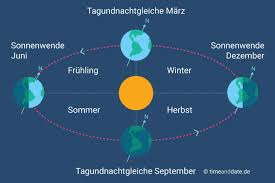 Tagundnachtgleiche März
N
Sonnenwende
Juni
Sonnenwende
Dezember
N
N
Frühling
Winter
Sommer
Herbst
N
Tagundnachtgleiche September
© timeanddate.de